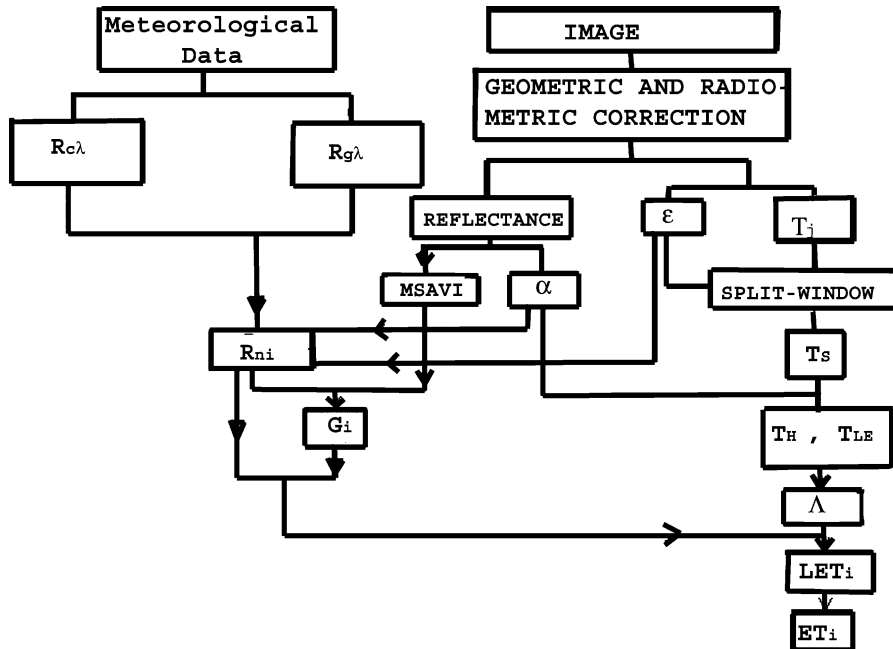 Meteorological
Data
IMAGE
GEOMETRIC AND RADIO-
METRIC CORRECTION
Rcλ
Rgλ
REFLECTANCE
ε
Tj
MSAVI
α
SPLIT-WINDOW
Rni
TS
Gi
TH , TLE
Λ
LETi
ETi